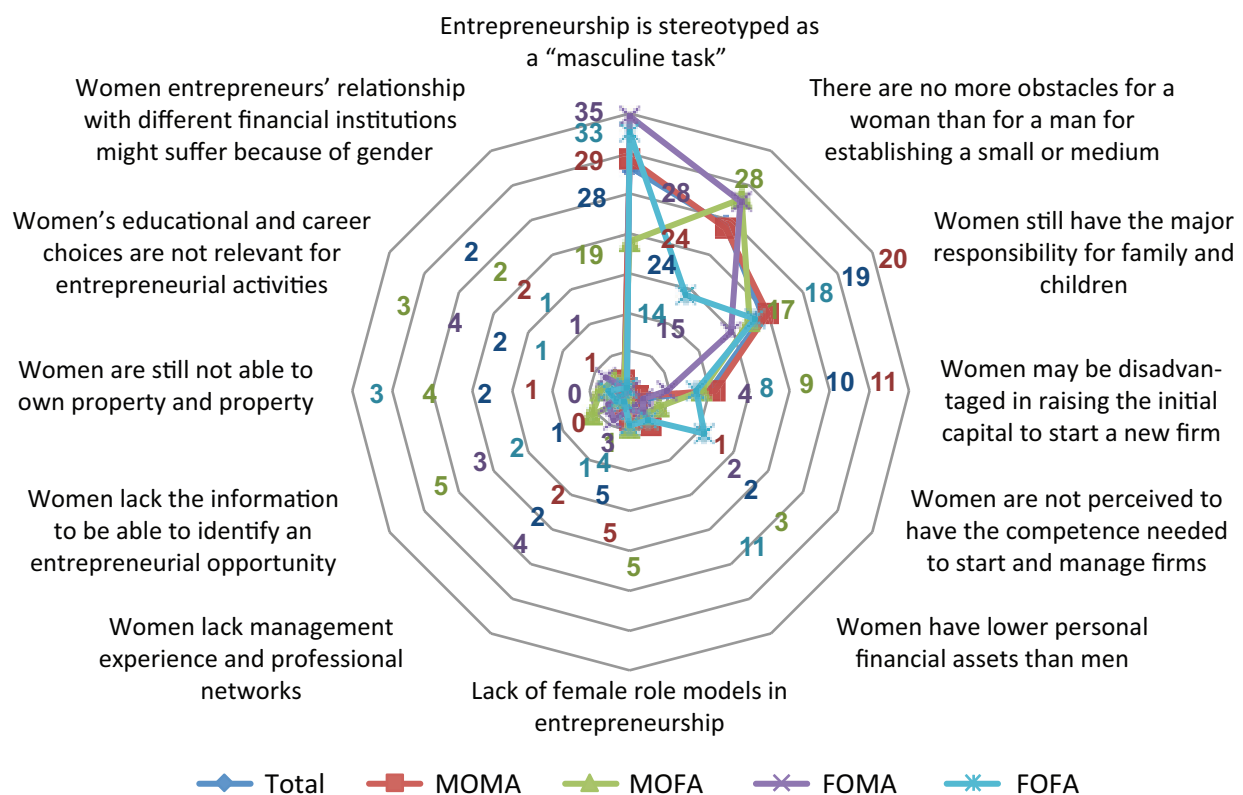 Entrepreneurship is stereotyped as
a “masculine task”
Women entrepreneurs’ relationship
with different financial institutions
might suffer because of gender
There are no more obstacles for a
woman than for a man for
establishing a small or medium
Women’s educational and career
choices are not relevant for
entrepreneurial activities
Women still have the major
responsibility for family and
children
Women are still not able to
own property and property
Women may be disadvan-
taged in raising the initial
capital to start a new firm
Women lack the information
to be able to identify an
entrepreneurial opportunity
Women are not perceived to
have the competence needed
to start and manage firms
Women lack management
experience and professional
networks
Women have lower personal
financial assets than men
Lack of female role models in
entrepreneurship
35
33
29
28
19
28
28
24
24
14
20
19
18
17
15
11
10
9
8
4
1
2
2
3
11
5
5
5
4
3
4
2
2
1
5
3
2
1
0
3
4
2
1
0
3
4
2
1
2
2
2
1
1
1
Total
MOMA
MOFA
FOMA
FOFA